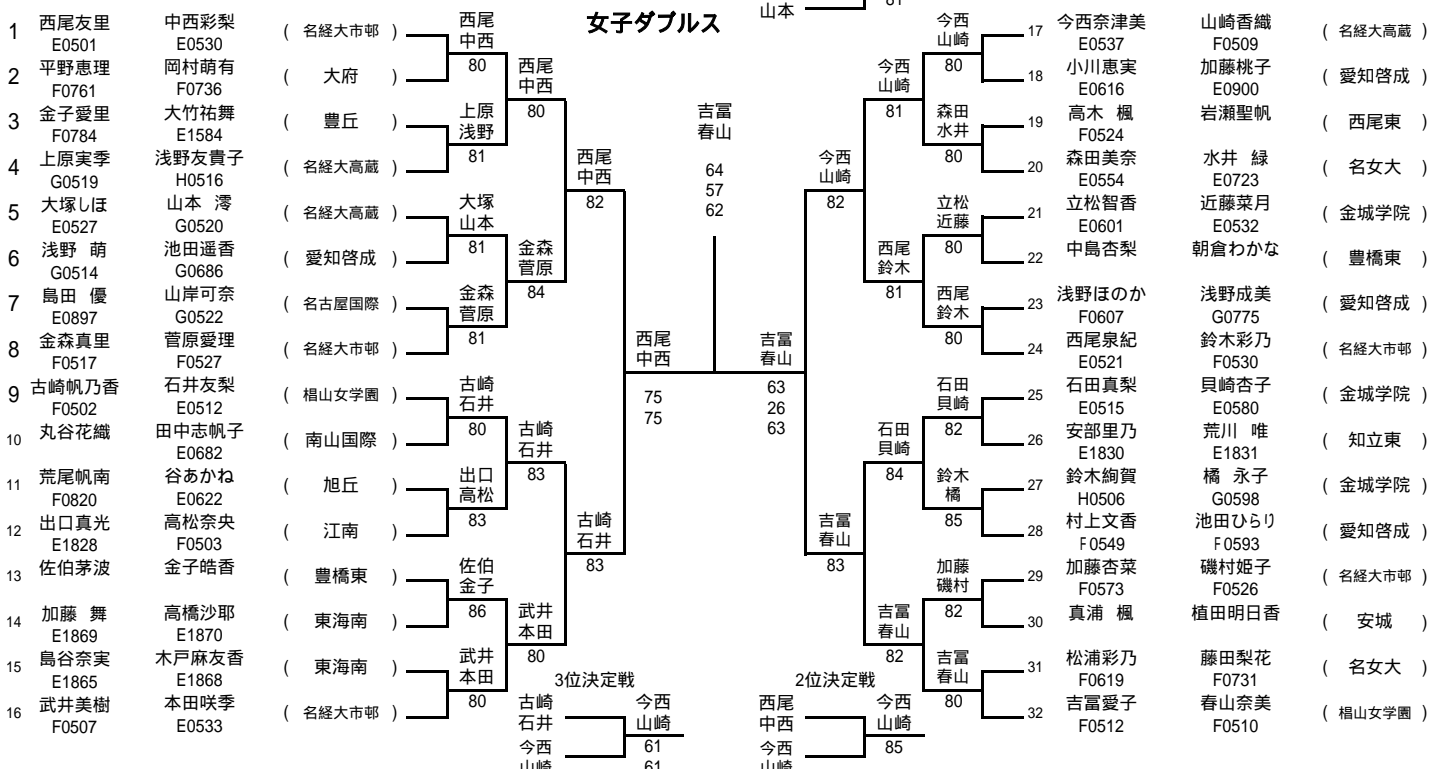 女子ダブルス
山本
81
1 西尾友里 中西彩梨 ( 名経大市邨 )
E0501 E0530
2 平野恵理 岡村萌有 ( 大府 )
F0761 F0736
3 金子愛里 大竹祐舞 ( 豊丘 )
F0784 E1584
4 上原実季 浅野友貴子 ( 名経大高蔵 )
G0519 H0516
5 大塚しほ 山本 澪 ( 名経大高蔵 )
E0527 G0520
6 浅野 萌 池田遥香 ( 愛知啓成 )
G0514 G0686
7 島田 優 山岸可奈 ( 名古屋国際 )
E0897 G0522
8 金森真里 菅原愛理 ( 名経大市邨 )
F0517 F0527
9 古崎帆乃香 石井友梨 ( 椙山女学園 )
F0502 E0512
10 丸谷花織 田中志帆子 ( 南山国際 )
E0682
11 荒尾帆南 谷あかね ( 旭丘 )
F0820 E0622
12 出口真光 高松奈央 ( 江南 )
E1828 F0503
13 佐伯茅波 金子皓香 ( 豊橋東 )
14 加藤 舞 高橋沙耶 ( 東海南 )
E1869 E1870
15 島谷奈実 木戸麻友香 ( 東海南 )
E1865 E1868
16 武井美樹 本田咲季 ( 名経大市邨 )
F0507 E0533
西尾
中西
80
上原
浅野
81
大塚
山本
81
金森
菅原
81
古崎
石井
80
出口
高松
83
佐伯
金子
86
武井
本田
80
西尾
中西
80
金森
菅原
84
古崎
石井
83
武井
本田
80
西尾
中西
82
古崎
石井
83
西尾
中西
75
75
吉冨
春山
64
57
62
吉冨
春山
63
26
63
今西
山崎
82
吉冨
春山
83
今西
山崎
81
西尾
鈴木
81
石田
貝崎
84
吉冨
春山
82
今西
山崎
80
森田
水井
80
立松
近藤
80
西尾
鈴木
80
石田
貝崎
82
鈴木
橘
85
加藤
磯村
82
吉冨
春山
80
17 今西奈津美 山崎香織 ( 名経大高蔵 )
E0537 F0509
18 小川恵実 加藤桃子 ( 愛知啓成 )
E0616 E0900
19 高木 楓 岩瀬聖帆 ( 西尾東 )
F0524
20 森田美奈 水井 緑 ( 名女大 )
E0554 E0723
21 立松智香 近藤菜月 ( 金城学院 )
E0601 E0532
22 中島杏梨 朝倉わかな ( 豊橋東 )
23 浅野ほのか 浅野成美 ( 愛知啓成 )
F0607 G0775
24 西尾泉紀 鈴木彩乃 ( 名経大市邨 )
E0521 F0530
25 石田真梨 貝崎杏子 ( 金城学院 )
E0515 E0580
26 安部里乃 荒川 唯 ( 知立東 )
E1830 E1831
27 鈴木絢賀 橘 永子 ( 金城学院 )
H0506 G0598
28 村上文香 池田ひらり ( 愛知啓成 )
F0549 F0593
29 加藤杏菜 磯村姫子 ( 名経大市邨 )
F0573 F0526
30 真浦 楓 植田明日香 ( 安城 )
31 松浦彩乃 藤田梨花 ( 名女大 )
F0619 F0731
32 吉冨愛子 春山奈美 ( 椙山女学園 )
F0512 F0510
3位決定戦
古崎
石井
今西
山崎
今西
山崎
61
61
2位決定戦
西尾
中西
今西
山崎
今西
山崎
85